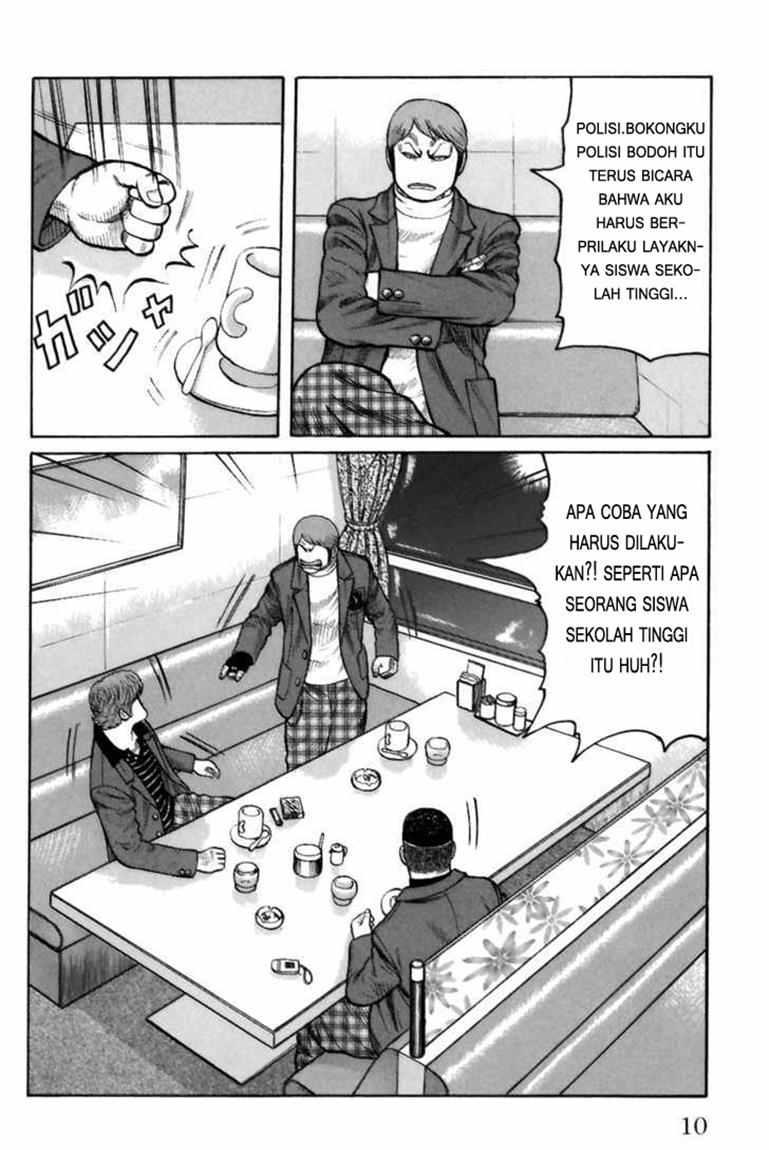 POLISI.BOKONGKU
POLISI BODOH ITU
TERUS BICARA
BAHWA AKU
HARUS BER-
PRILAKU LAYAKN-
YA SISWA SEKO-
LAH TINGGI...
ガシャ
APA COBA YANG
HARUS DILAKU-
KAN?! SEPERTI APA
SEORANG SISWA
SEKOLAH TINGGI
ITU HUH?!
10